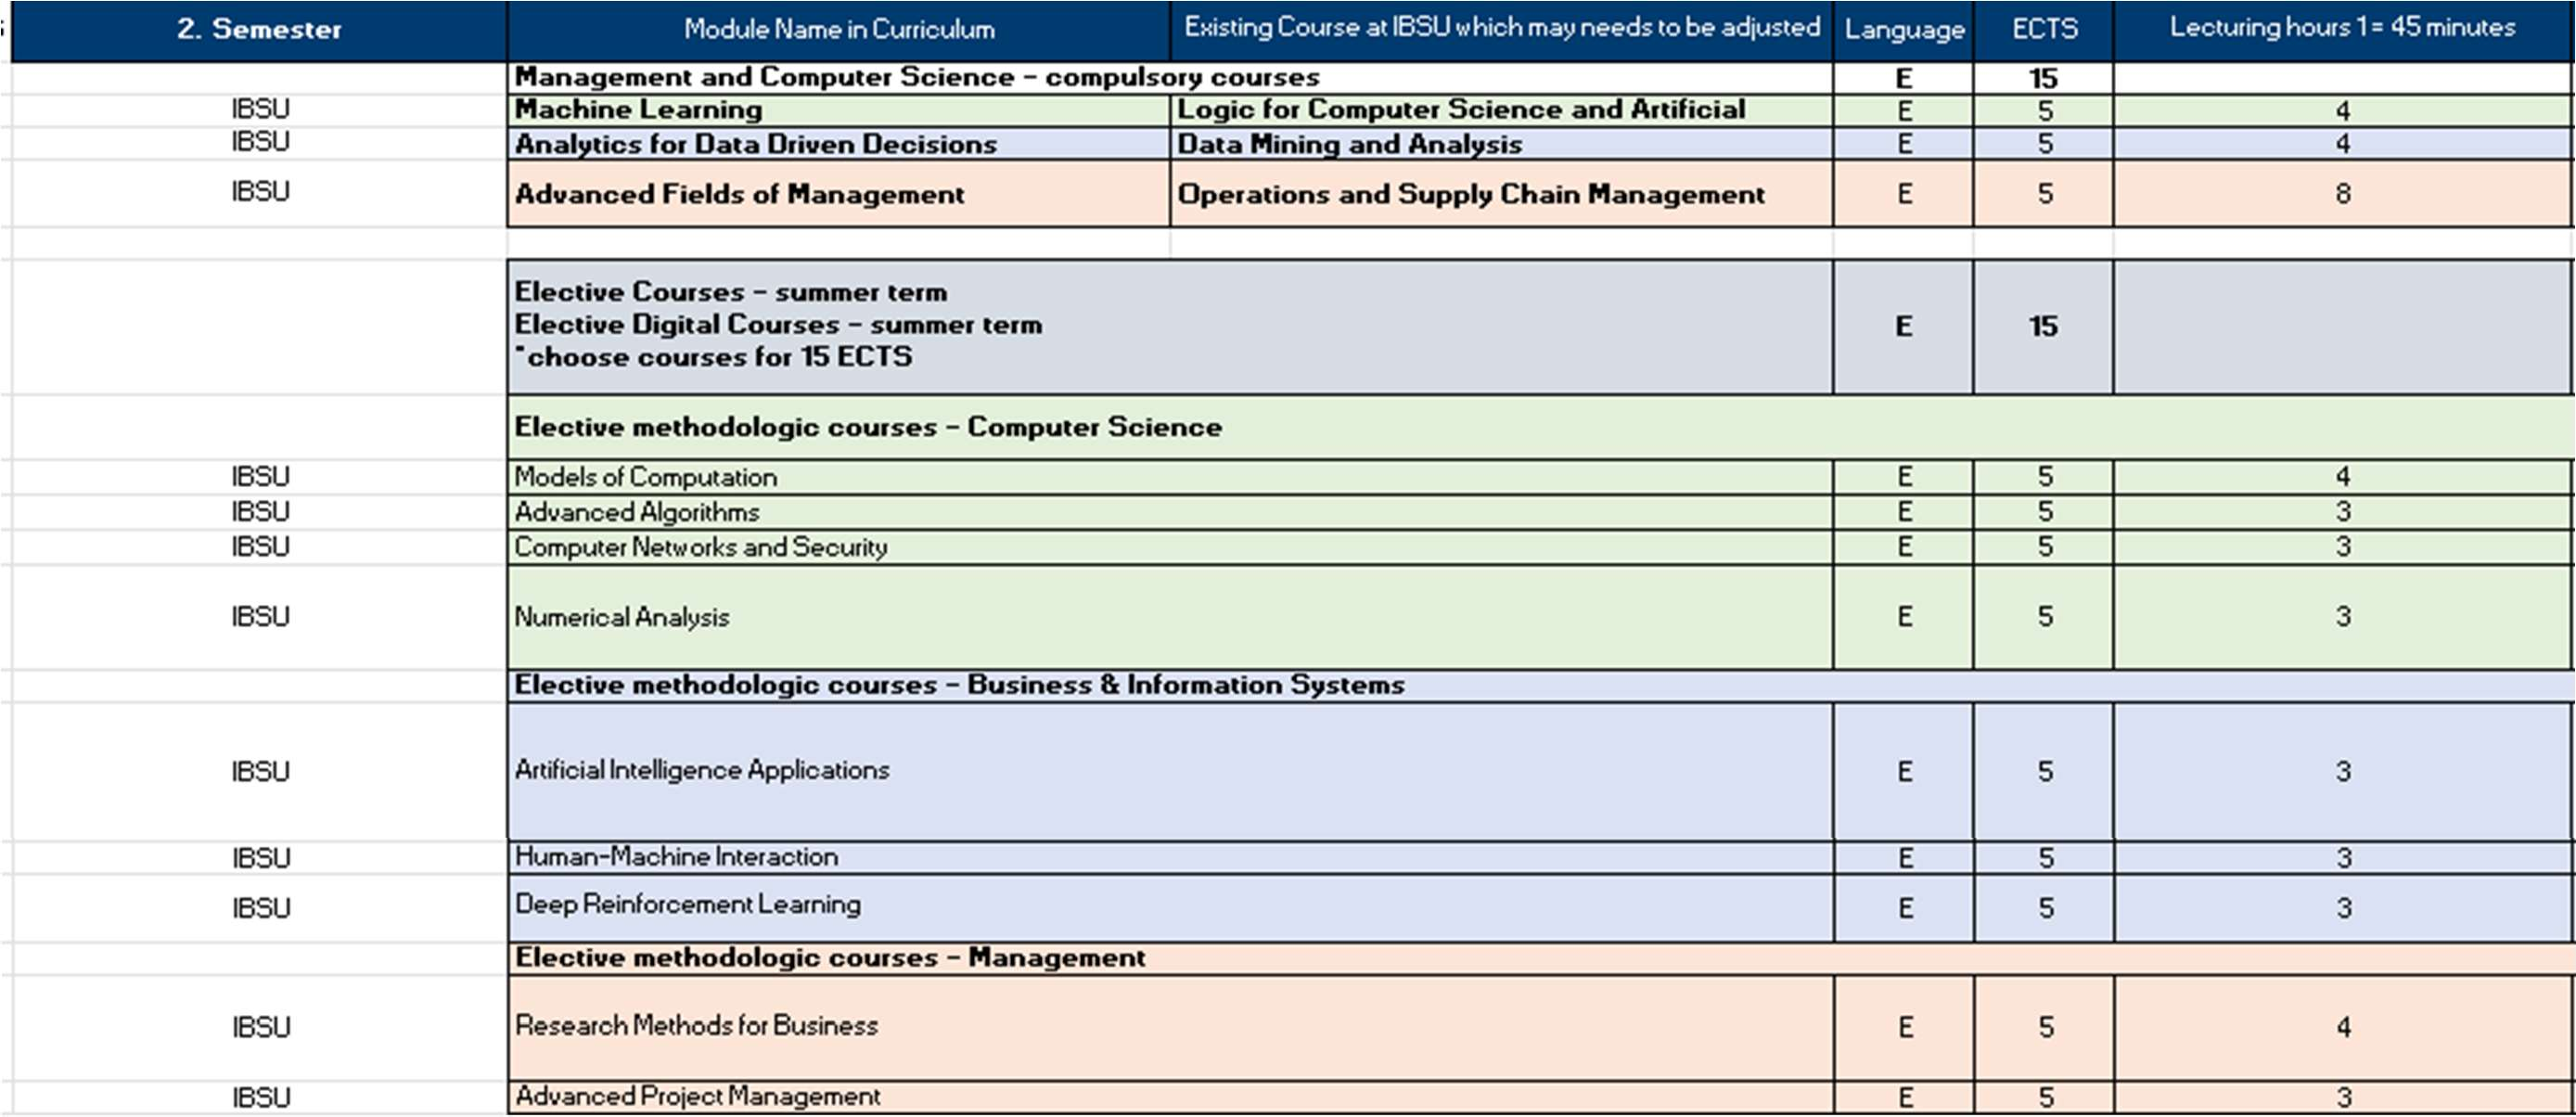 2. Semester Module Name in Curriculum Existing Course at IBSU which may needs to be adjusted Language ECTS Lecturing hours 1= 45 minutes
Management and Computer Science - compulsory courses E 15
IBSU Machine Learning Logic for Computer Science and Artificial E 5 4
IBSU Analytics for Data Driven Decisions Data Mining and Analysis E 5 4
IBSU Advanced Fields of Management Operations and Supply Chain Management E 5 8
Elective Courses - summer term
Elective Digital Courses - summer term E 15
*choose courses for 15 ECTS
Elective methodologic courses - Computer Science
IBSU Models of Computation E 5 4
IBSU Advanced Algorithms E 5 3
IBSU Computer Networks and Security E 5 3
IBSU Numerical Analysis E 5 3
Elective methodologic courses - Business & Information Systems
IBSU Artificial Intelligence Applications E 5 3
IBSU Human-Machine Interaction E 5 3
IBSU Deep Reinforcement Learning E 5 3
Elective methodologic courses - Management
IBSU Research Methods for Business E 5 4
IBSU Advanced Project Management E 5 3